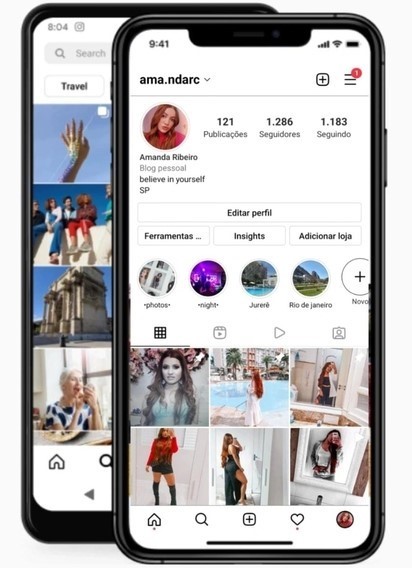 8:04
Search
Travel
9:41
ama.ndarc
1
121
1.286
1.183
Publicações
Seguidores
Seguindo
Amanda Ribeiro
Blog pessoal
believe in yourself
SP
Editar perfil
Ferramentas ...
Insights
Adicionar loja
•photos•
•night•
Jurerê
Rio de janeiro
Novo